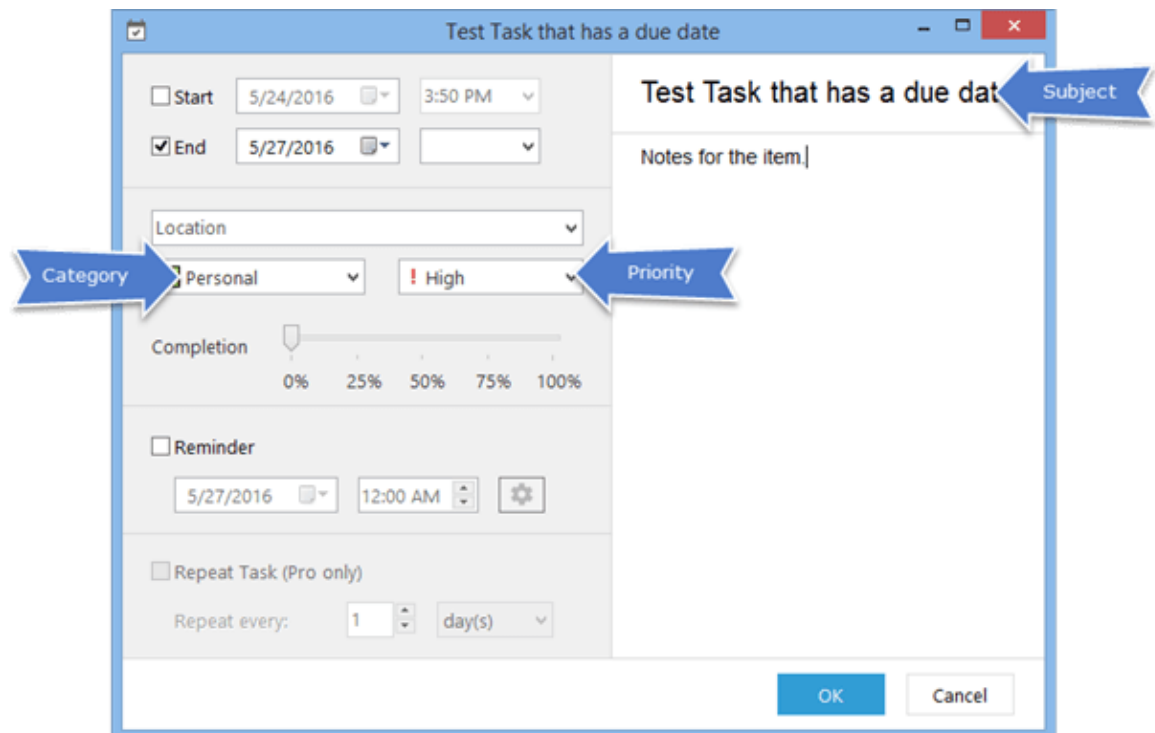 Test Task that has a due date
Start 5/24/2016 3:50 PM
Test Task that has a due dat
Subject
End 5/27/2016
Notes for the item.
Location
Category
Personal
! High
Priority
Completion
0% 25% 50% 75% 100%
Reminder
5/27/2016 12:00 AM
Repeat Task (Pro only)
Repeat every: 1 day(s)
OK Cancel